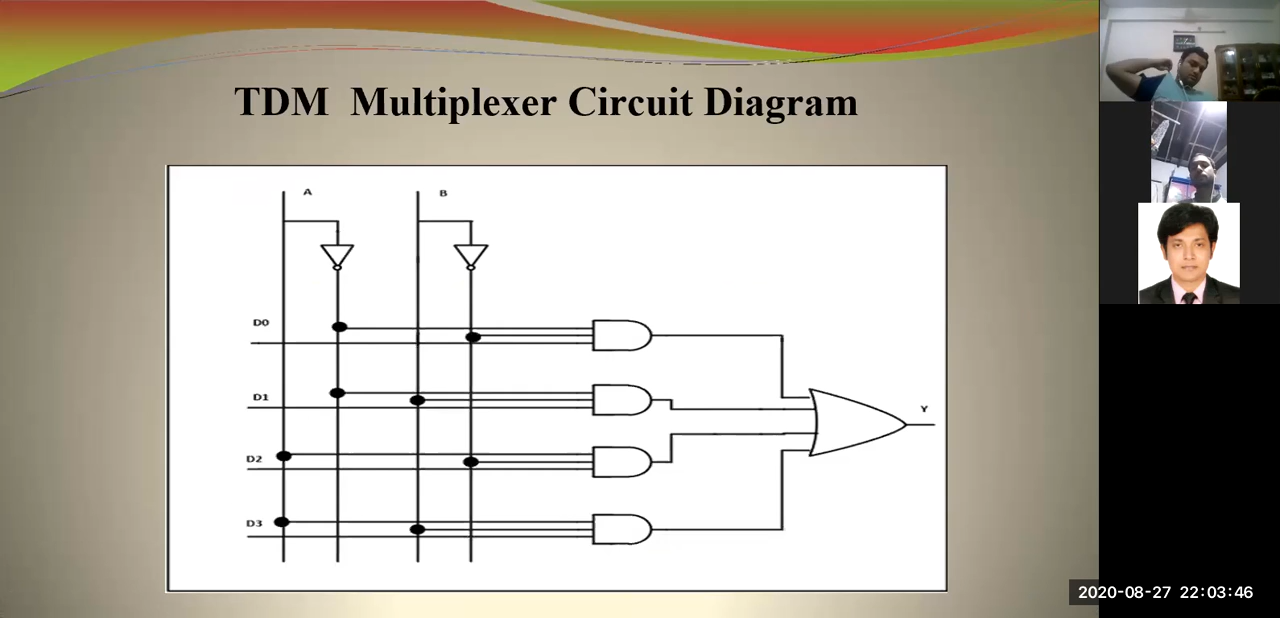 TDM Multiplexer Circuit Diagram
A
B
D0
D1
D2
D3
Y
2020-08-27 22:03:46